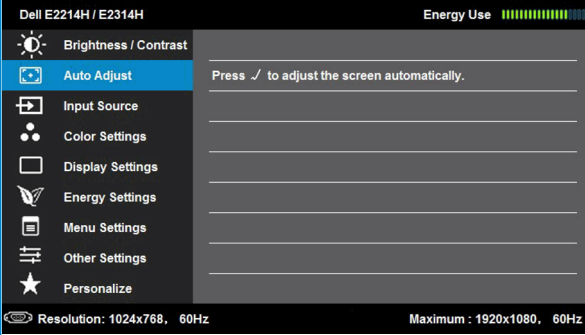 Dell E2214H / E2314H
Energy Use
Brightness / Contrast
Auto Adjust
Press ✓ to adjust the screen automatically.
Input Source
Color Settings
Display Settings
Energy Settings
Menu Settings
Other Settings
Personalize
Resolution: 1024x768, 60Hz
Maximum : 1920x1080, 60Hz